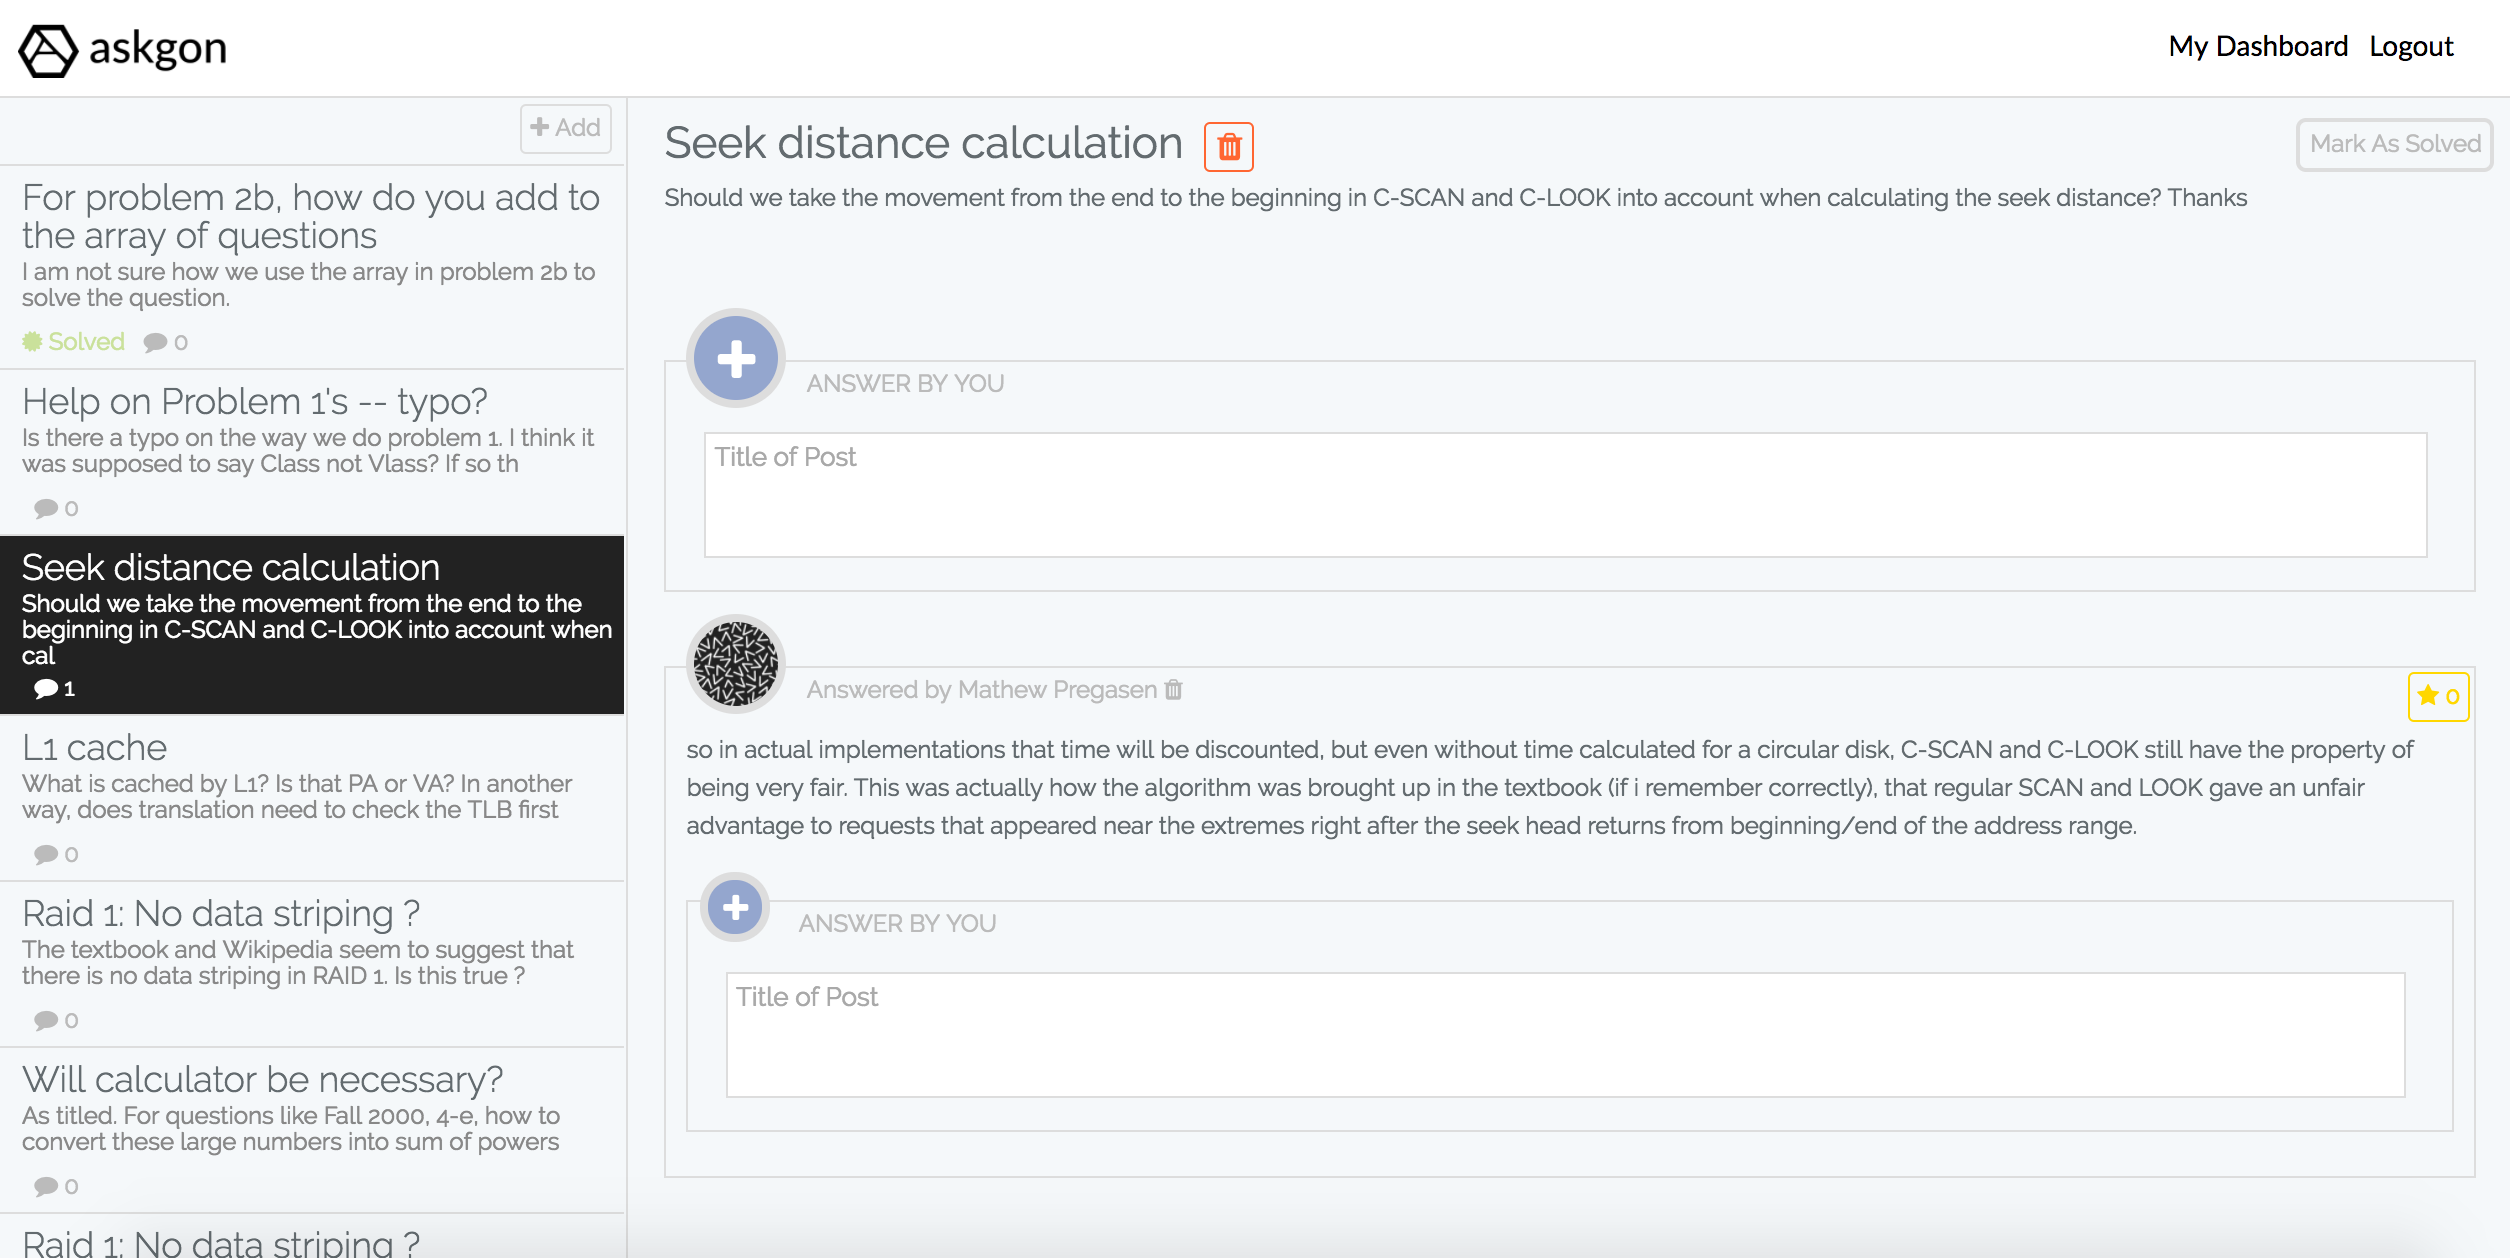 askgon
My Dashboard Logout
Add
For problem 2b, how do you add to
the array of questions
I am not sure how we use the array in problem 2b to
solve the question.
Solved 0
Help on Problem 1's -- typo?
Is there a typo on the way we do problem 1. I think it
was supposed to say Class not Vlass? If so th
0
Seek distance calculation
Should we take the movement from the end to the
beginning in C-SCAN and C-LOOK into account when
cal
1
L1 cache
What is cached by L1? Is that PA or VA? In another
way, does translation need to check the TLB first
0
Raid 1: No data striping ?
The textbook and Wikipedia seem to suggest that
there is no data striping in RAID 1. Is this true ?
0
Will calculator be necessary?
As titled. For questions like Fall 2000, 4-e, how to
convert these large numbers into sum of powers
0
Raid 1: No data striping ?
Seek distance calculation
Mark As Solved
Should we take the movement from the end to the beginning in C-SCAN and C-LOOK into account when calculating the seek distance? Thanks
ANSWER BY YOU
Title of Post
Answered by Mathew Pregasen
0
so in actual implementations that time will be discounted, but even without time calculated for a circular disk, C-SCAN and C-LOOK still have the property of
being very fair. This was actually how the algorithm was brought up in the textbook (if i remember correctly), that regular SCAN and LOOK gave an unfair
advantage to requests that appeared near the extremes right after the seek head returns from beginning/end of the address range.
ANSWER BY YOU
Title of Post